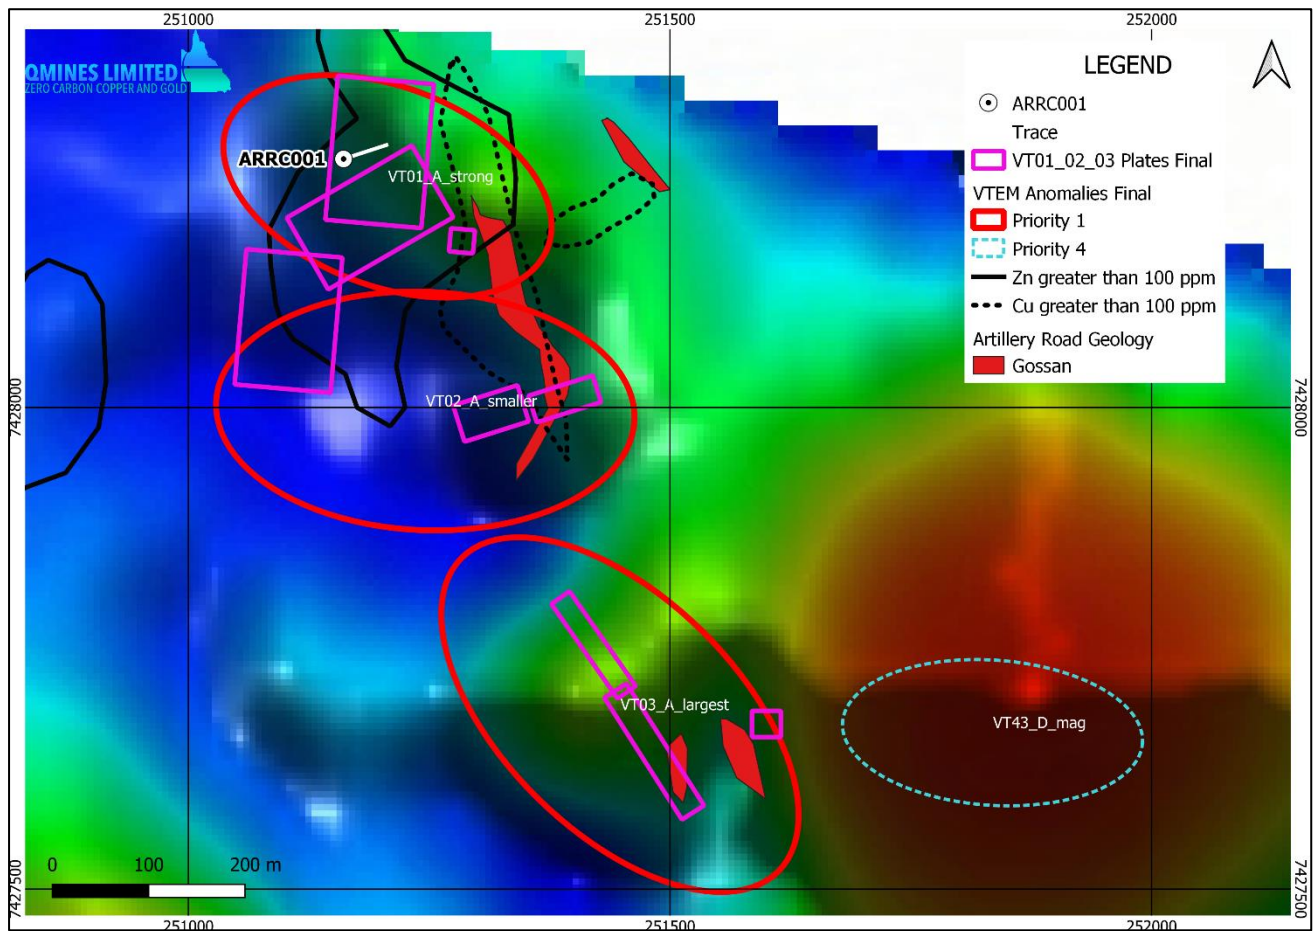 251000
251500
252000
QMINES LIMITED
ZERO CARBON COPPER AND GOLD
LEGEND
ARRC001
Trace
VT01_02_03 Plates Final
VTEM Anomalies Final
Priority 1
Priority 4
Zn greater than 100 ppm
Cu greater than 100 ppm
Artillery Road Geology
Gossan
ARRC001
VT01_A_strong
VT02_A_smaller
7428000
7428000
VT03_A_largest
VT43_D_mag
0
100
200 m
7427500
7427500
251000
251500
252000